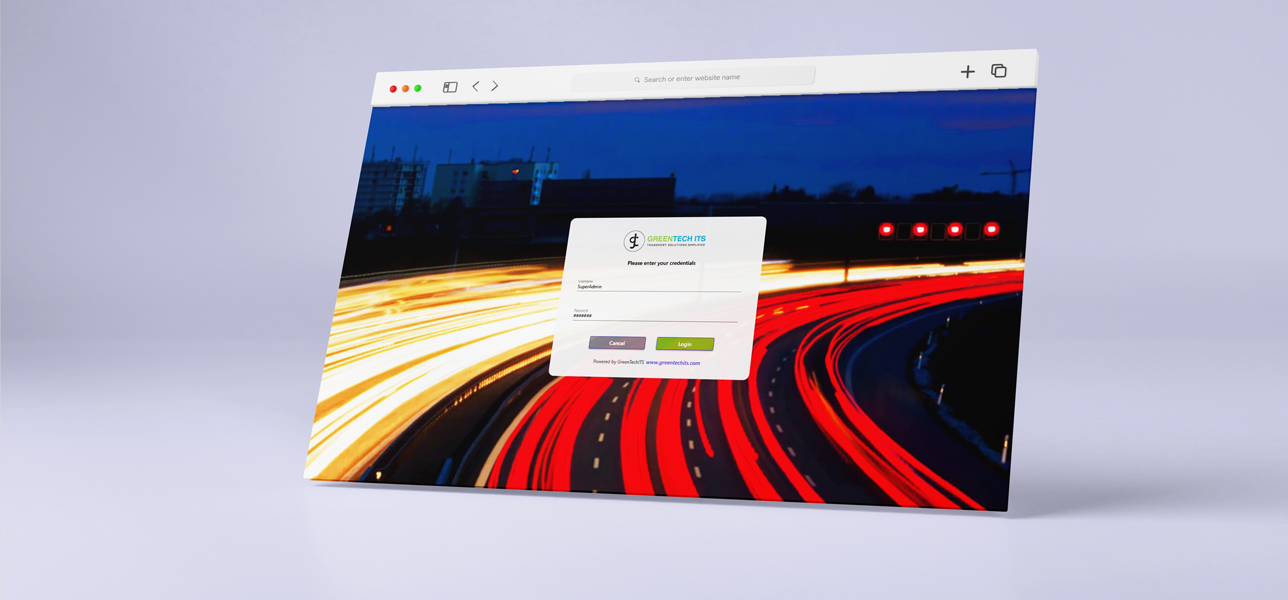 Search or enter website name
GREENTECH ITS
TRANSPORT SOLUTIONS SIMPLIFIED
Please enter your credentials
Username
SuperAdmin
Password
#######
Cancal
Login
Powered by GreenTechITS www.greentechits.com